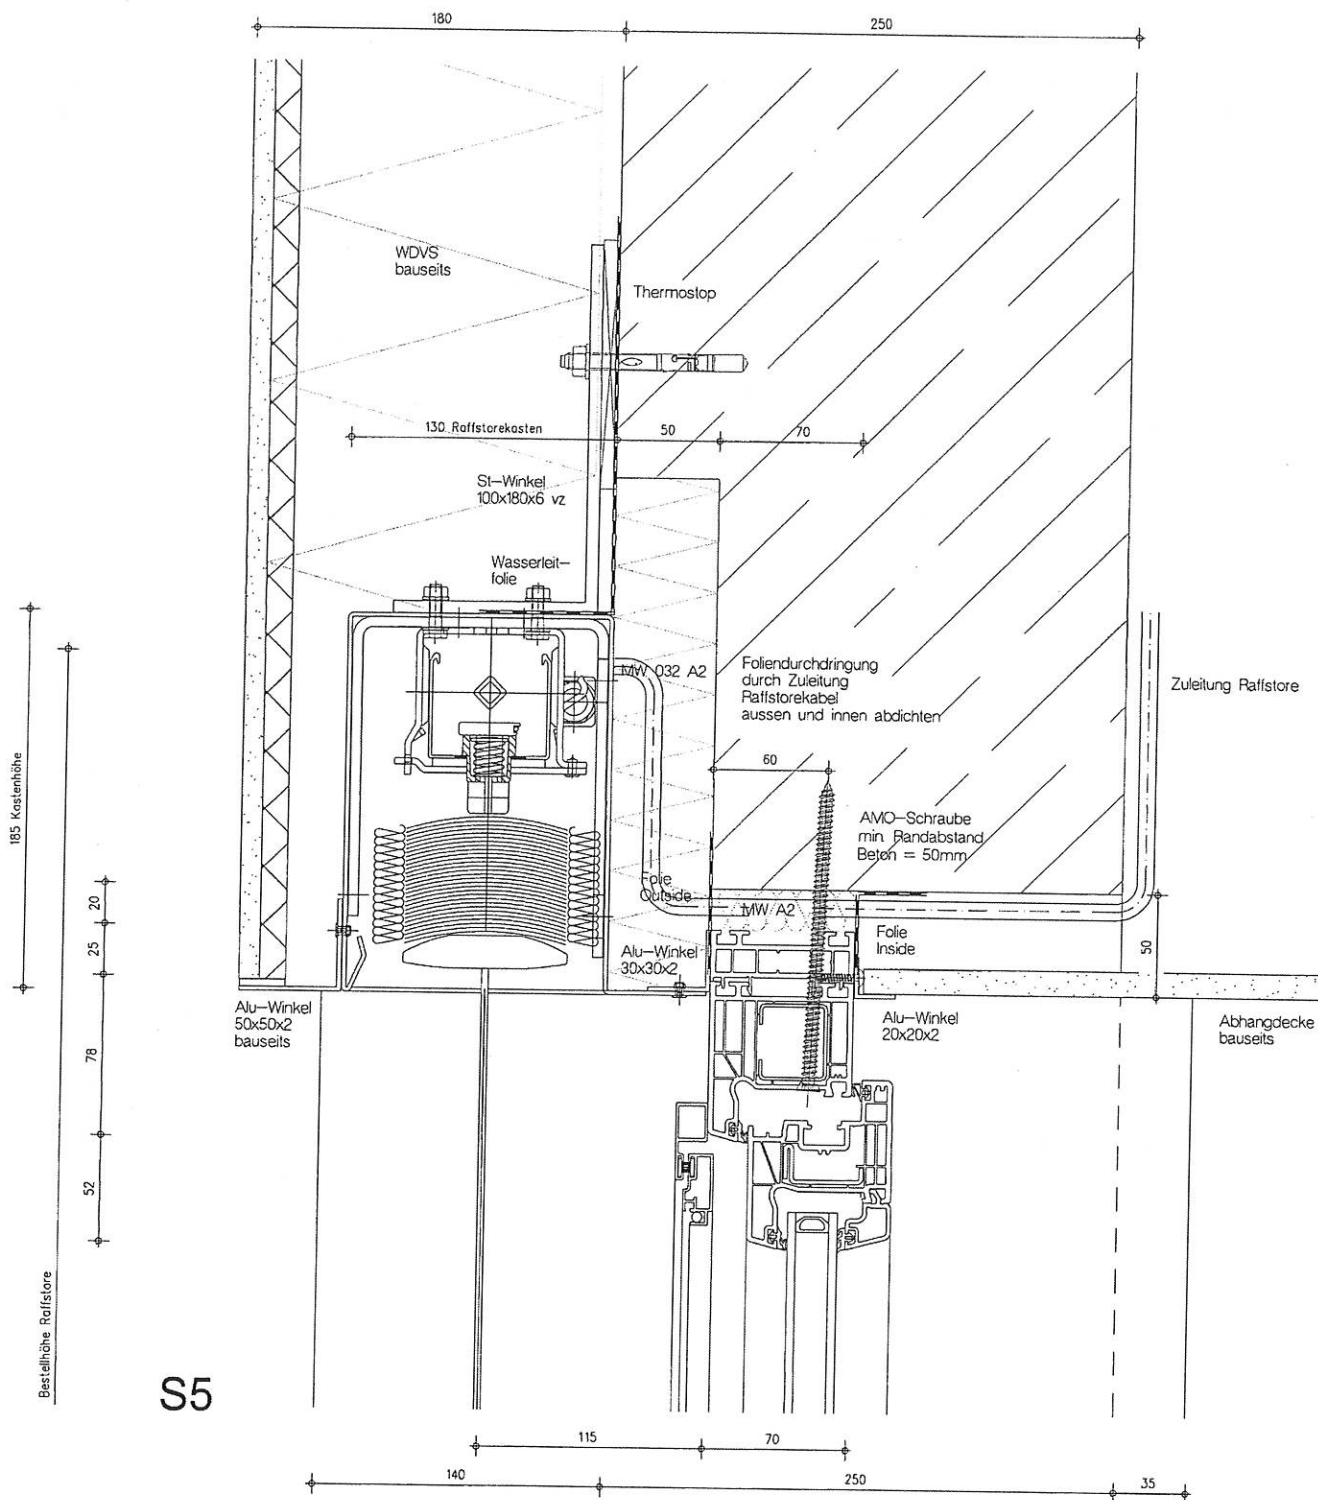 180
250
WDVS
bauseits
Thermostop
130 Raffstorekasten
50
70
St-Winkel
100x180x6 vz
Wasserleit-
folie
MW 032 A2
Foliendurchdringung
durch Zuleitung
Raffstorekabel
aussen und innen abdichten
Zuleitung Raffstore
60
185 Kastenhöhe
AMO-Schraube
min. Randabstand
Beton = 50mm
20
Folie
Outside
MW A2
Folie
Inside
25
50
Alu-Winkel
30x30x2
Alu-Winkel
50x50x2
bauseits
Alu-Winkel
20x20x2
Abhangdecke
bauseits
78
52
Bestellhöhe Raffstore
S5
115
70
140
250
35